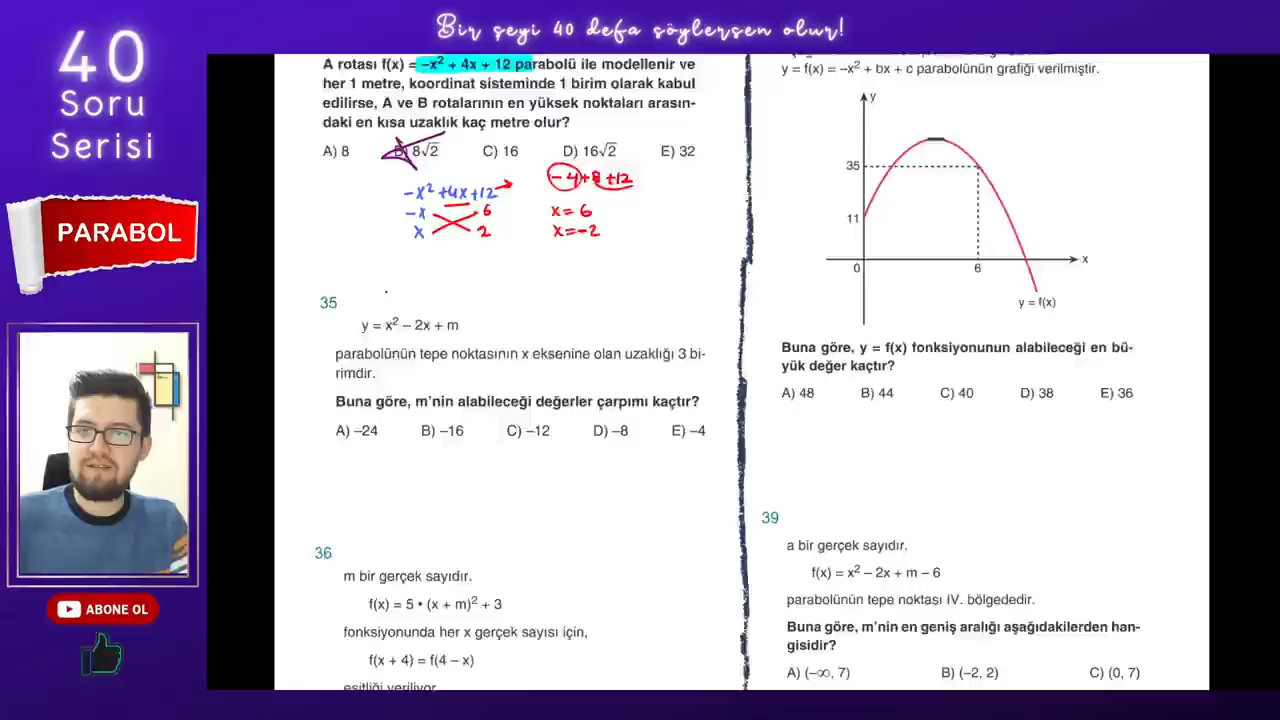 Bir şeyi 40 defa söylersen olur!
40
Soru
Serisi
PARABOL
ABONE OL
A rotası f(x) = –x² + 4x + 12 parabolü ile modellenir ve
her 1 metre, koordinat sisteminde 1 birim olarak kabul
edilirse, A ve B rotalarının en yüksek noktaları arasın-
daki en kısa uzaklık kaç metre olur?
A) 8 B) 8√2 C) 16 D) 16√2 E) 32
-x² +4x +12
-x 6
x 2
-4+8+12
x=6
x=-2
35
y = x² – 2x + m
parabolünün tepe noktasının x eksenine olan uzaklığı 3 bi-
rimdir.
Buna göre, m'nin alabileceği değerler çarpımı kaçtır?
A) –24 B) –16 C) –12 D) –8 E) –4
36
m bir gerçek sayıdır.
f(x) = 5 • (x + m)² + 3
fonksiyonunda her x gerçek sayısı için,
f(x + 4) = f(4 – x)
eşitliği veriliyor.
y = f(x) = –x² + bx + c parabolünün grafiği verilmiştir.
y
35
11
0
6
x
y = f(x)
Buna göre, y = f(x) fonksiyonunun alabileceği en bü-
yük değer kaçtır?
A) 48 B) 44 C) 40 D) 38 E) 36
39
a bir gerçek sayıdır.
f(x) = x² – 2x + m – 6
parabolünün tepe noktası IV. bölgededir.
Buna göre, m'nin en geniş aralığı aşağıdakilerden han-
gisidir?
A) (–∞, 7) B) (–2, 2) C) (0, 7)